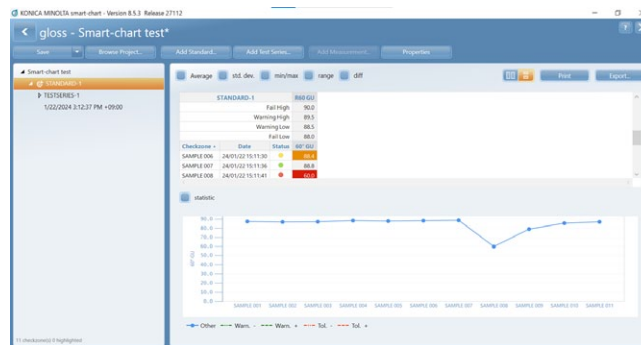 KONICA MINOLTA smart-chart - Version 8.5.3 Release 27112
gloss - Smart-chart test*
Save Browse Project... Add Standard... Add Test Series... Add Measurement... Properties
Smart-chart test
STANDARD-1
TESTSERIES-1
1/22/2024 3:12:37 PM +09:00
Average std. dev. min/max range diff Print Export...
STANDARD-1 R60 GU
Fail High 90.0
Warning High 89.5
Warning Low 88.5
Fail Low 88.0
Checkzone Date Status 60° GU
SAMPLE 006 24/01/22 15:11:30 88.4
SAMPLE 007 24/01/22 15:11:36 88.8
SAMPLE 008 24/01/22 15:11:41 60.0
statistic
60° GU
90.0
80.0
70.0
60.0
50.0
40.0
30.0
20.0
10.0
0.0
SAMPLE 001 SAMPLE 002 SAMPLE 003 SAMPLE 004 SAMPLE 005 SAMPLE 006 SAMPLE 007 SAMPLE 008 SAMPLE 009 SAMPLE 010 SAMPLE 011
Other Warn. - Warn. + Tol. - Tol. +
11 checkzone(s) 0 highlighted